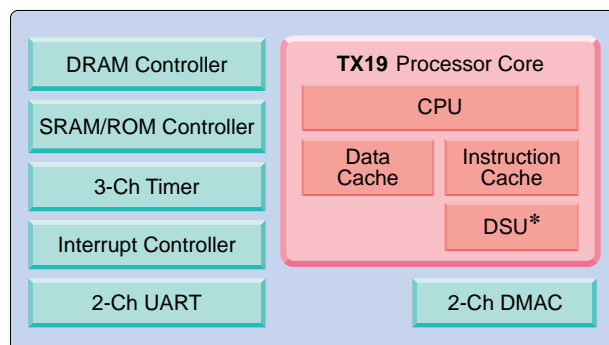 DRAM Controller
SRAM/ROM Controller
3-Ch Timer
Interrupt Controller
2-Ch UART
TX19 Processor Core
CPU
Data
Cache
Instruction
Cache
DSU*
2-Ch DMAC